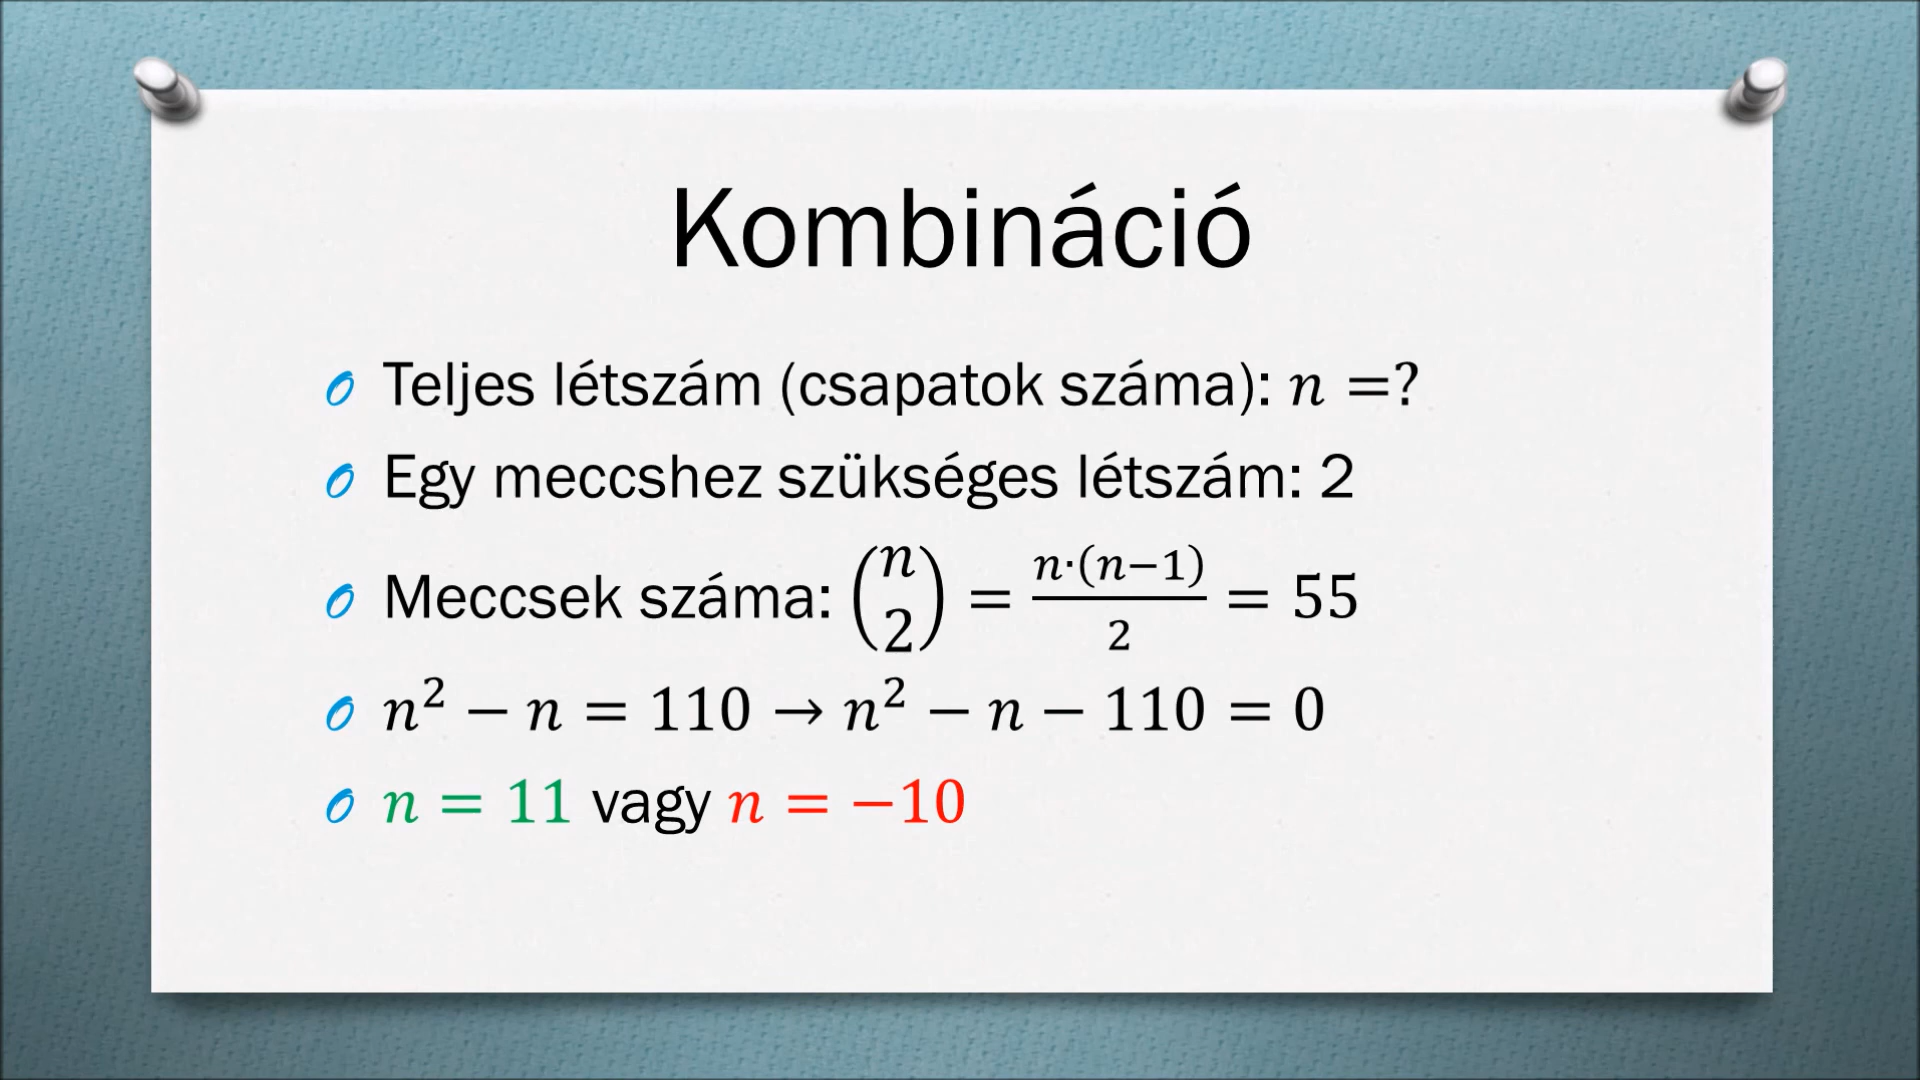 Kombináció
Teljes létszám (csapatok száma): n =?
Egy meccshez szükséges létszám: 2
Meccsek száma: (n 2) = n·(n−1)/2 = 55
n² − n = 110 → n² − n − 110 = 0
n = 11 vagy n = −10